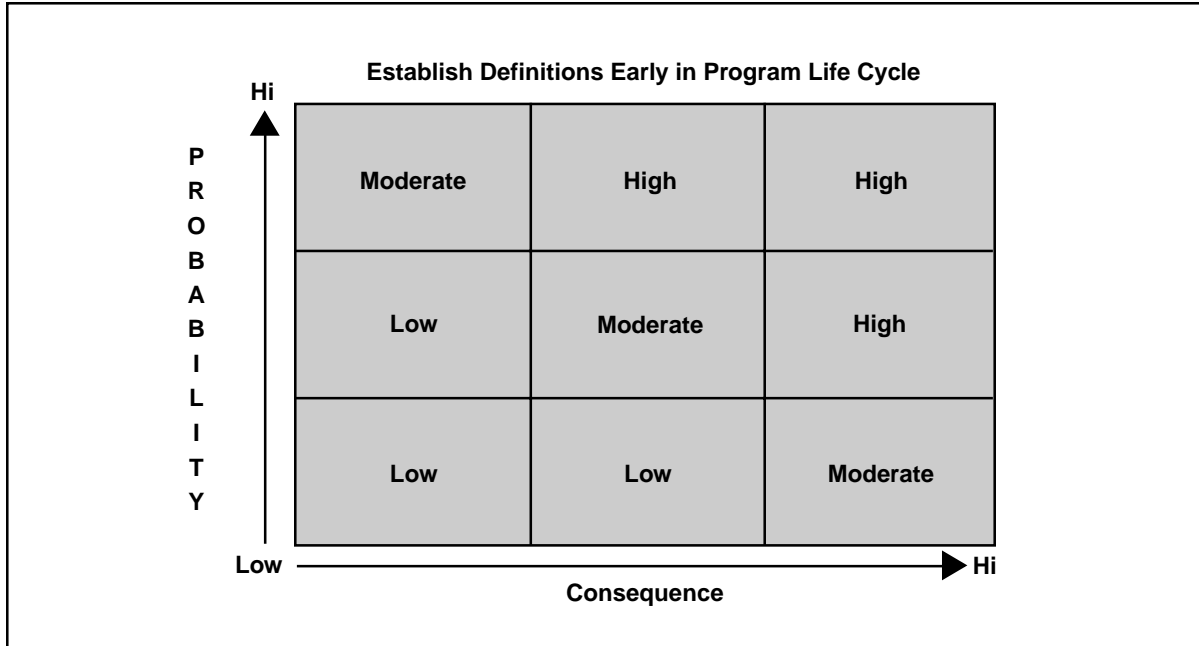 Establish Definitions Early in Program Life Cycle
Hi
PROBABILITY
Moderate High High
Low Moderate High
Low Low Moderate
Low
Hi
Consequence